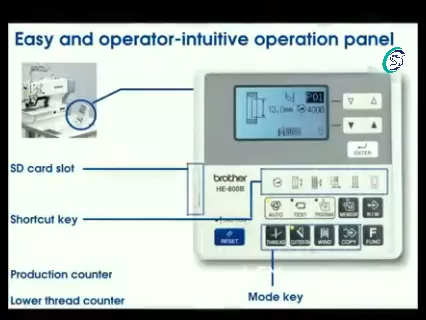 Easy and operator-intuitive operation panel
P01
13.0mm
4000
ENTER
SD card slot
brother
HE-800B
Shortcut key
AUTO TEST PROGRAM MEMORY R/W
RESET
THREAD CUTTER WIND COPY FUNC
Production counter
Lower thread counter
Mode key